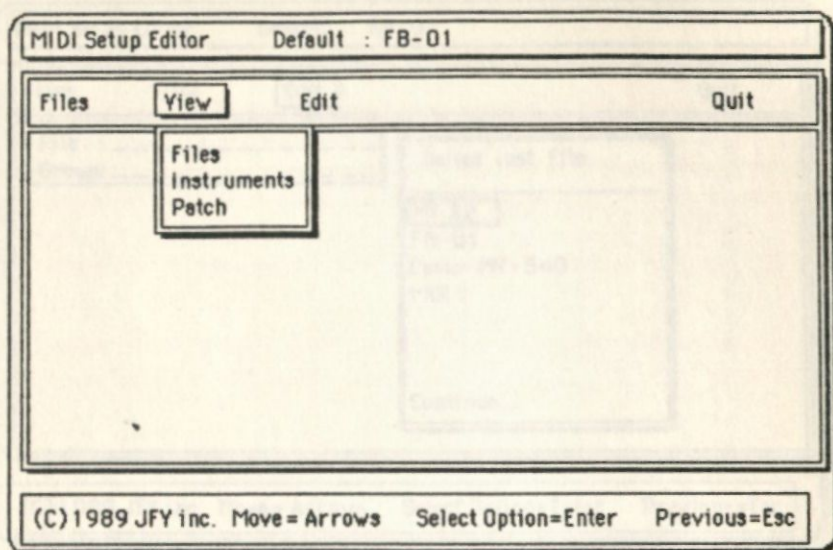 MIDI Setup Editor Default : FB-01
Files View Edit Quit
Files
Instruments
Patch
(C)1989 JFY inc. Move = Arrows Select Option=Enter Previous=Esc